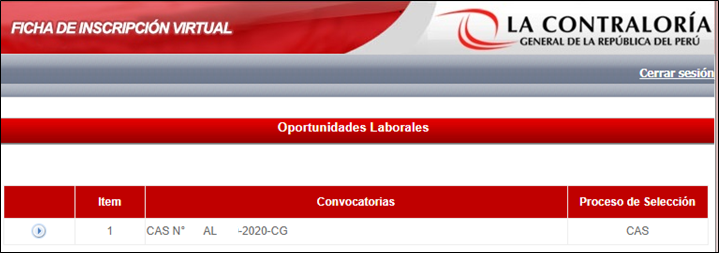 FICHA DE INSCRIPCIÓN VIRTUAL
LA CONTRALORÍA
GENERAL DE LA REPÚBLICA DEL PERÚ
Cerrar sesión
Oportunidades Laborales
Item Convocatorias Proceso de Selección
1 CAS N° AL -2020-CG CAS